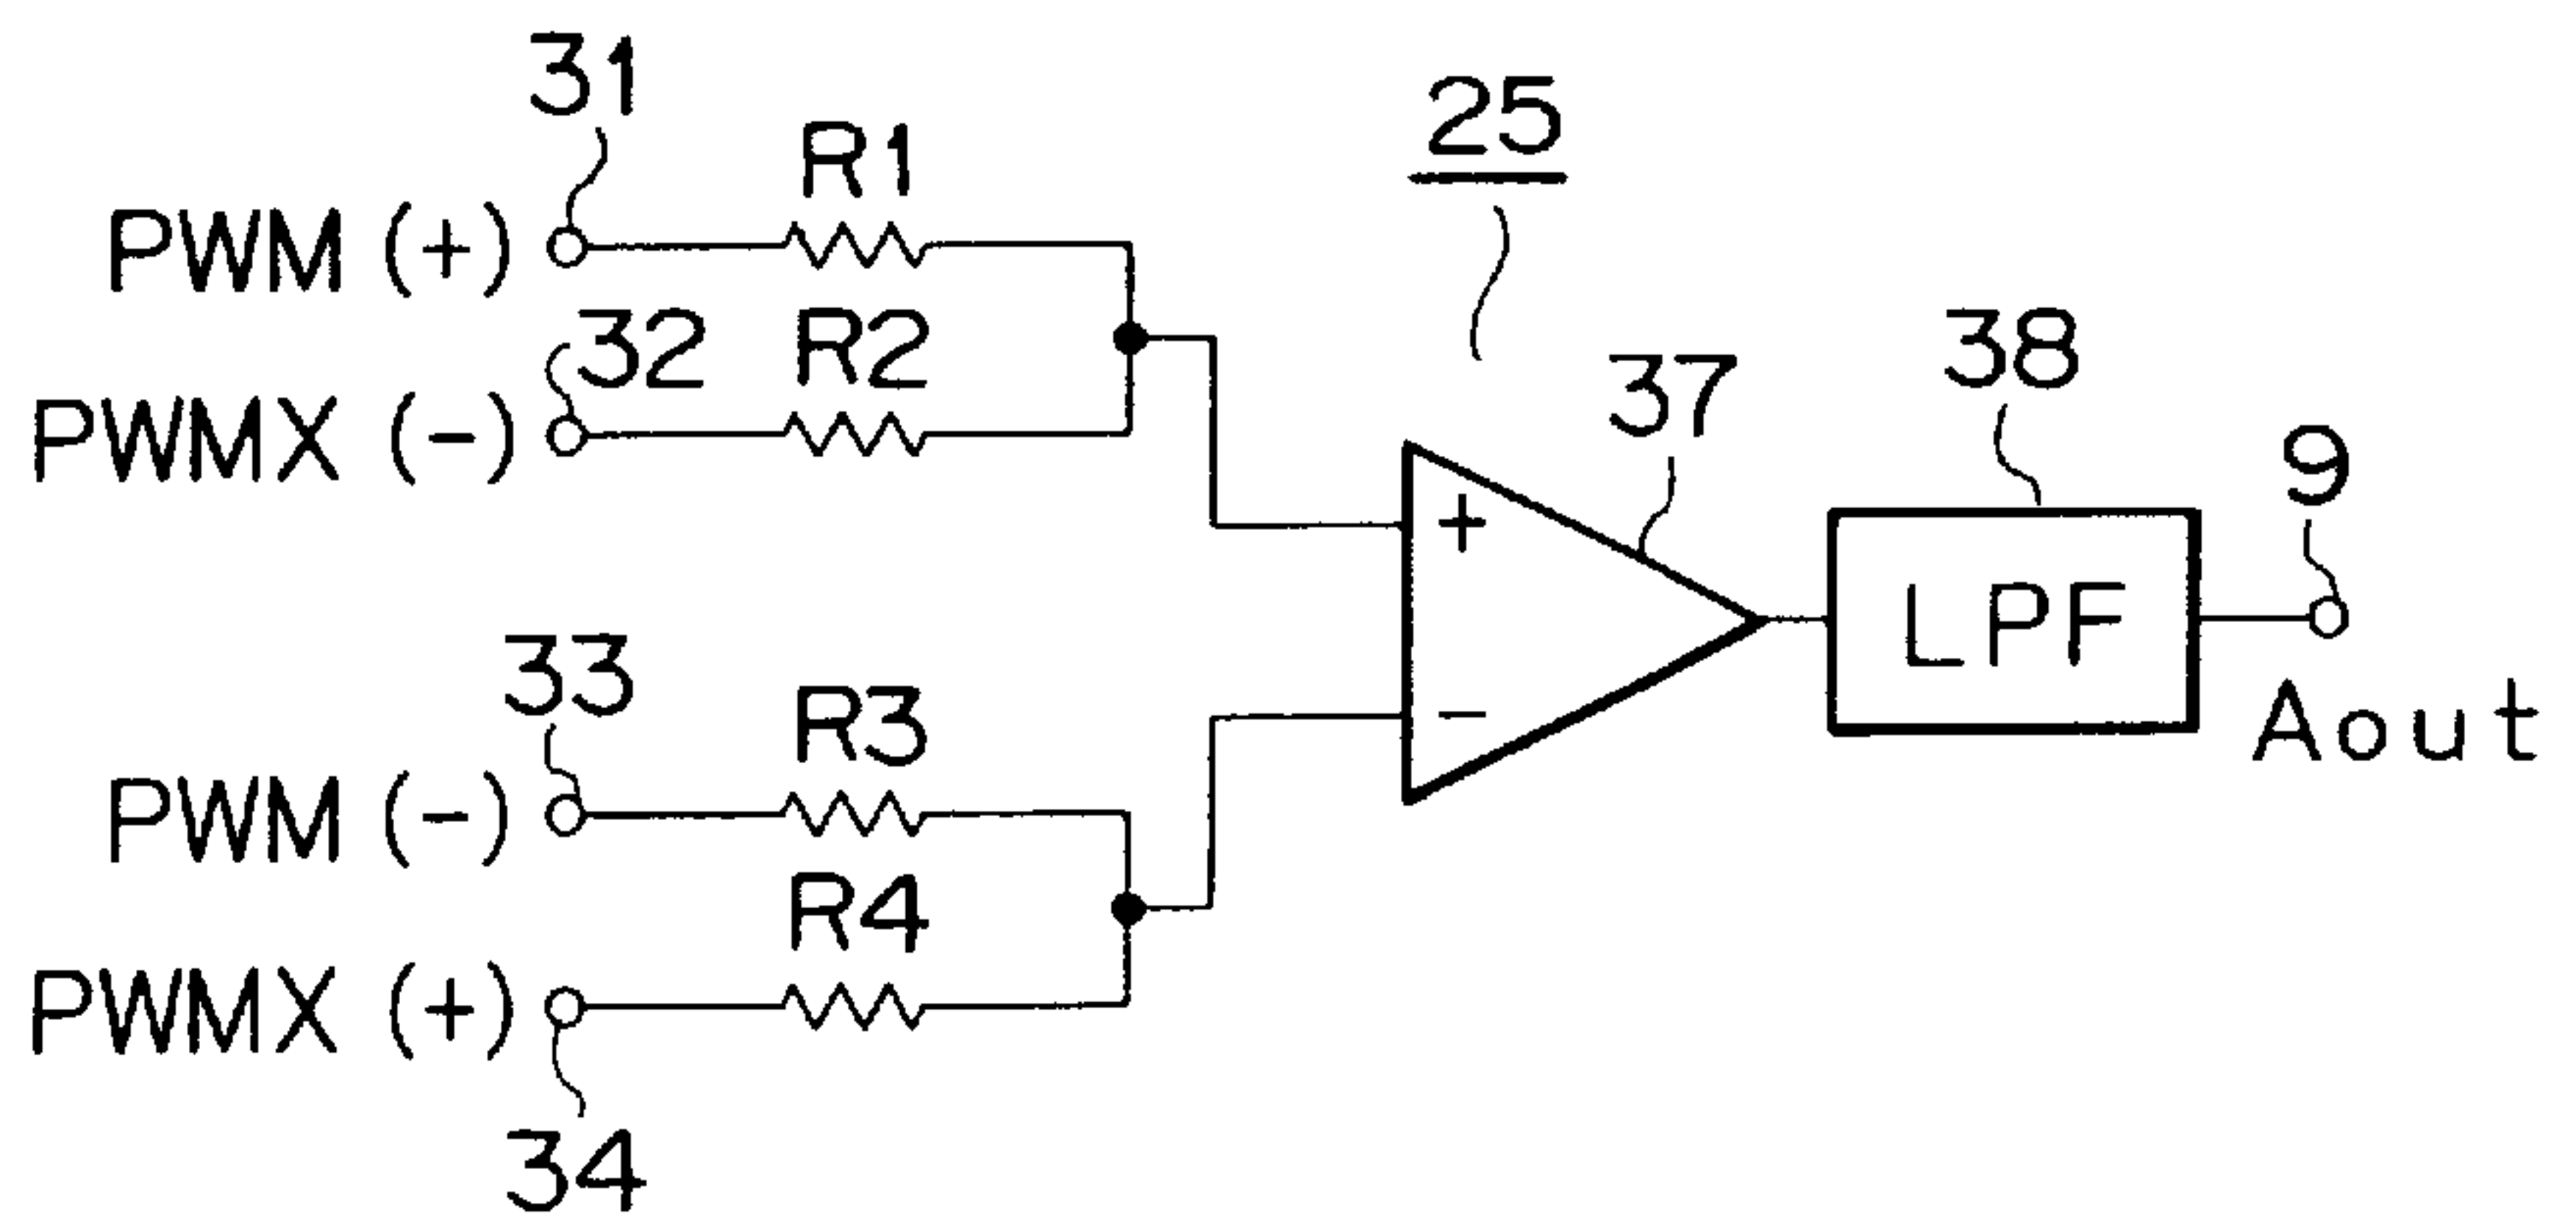 31
R1
25
PWM (+)
32
R2
37
38
PWMX (-)
9
+
LPF
33
R3
-
Aout
PWM (-)
R4
PWMX (+)
34